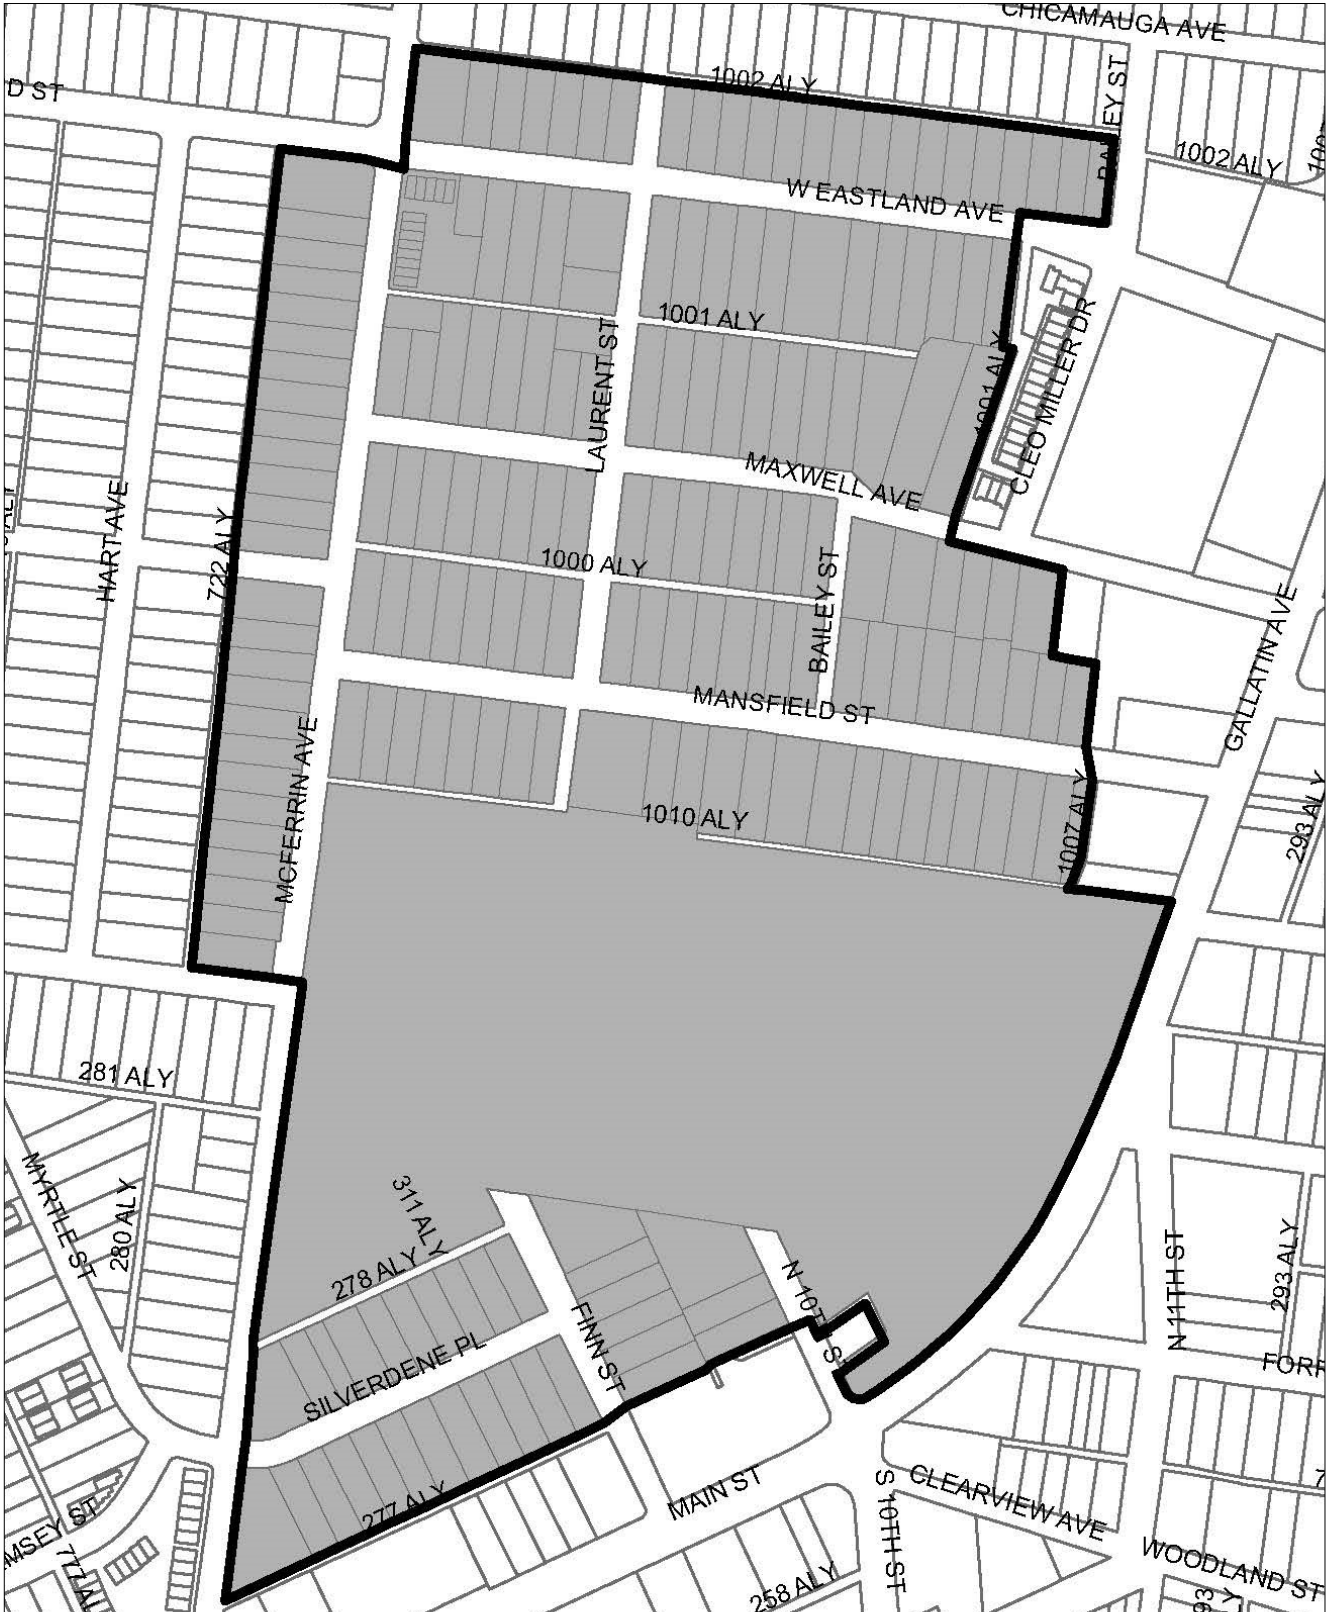 CHICAMAUGA AVE
1002 ALY
BAILEY ST
D ST
1002 ALY
W EASTLAND AVE
1001 ALY
LAURENT ST
1001 ALY
CLEO MILLER DR
MAXWELL AVE
HART AVE
722 ALY
1000 ALY
BAILEY ST
GALLATIN AVE
MANSFIELD ST
MCFERRIN AVE
1010 ALY
1007 ALY
293 ALY
281 ALY
MYRTLE ST
280 ALY
311 ALY
278 ALY
N 10TH ST
N 11TH ST
293 ALY
FINN ST
SILVERDENE PL
277 ALY
MAIN ST
S 10TH ST
CLEARVIEW AVE
WOODLAND ST
258 ALY
MSEY ST